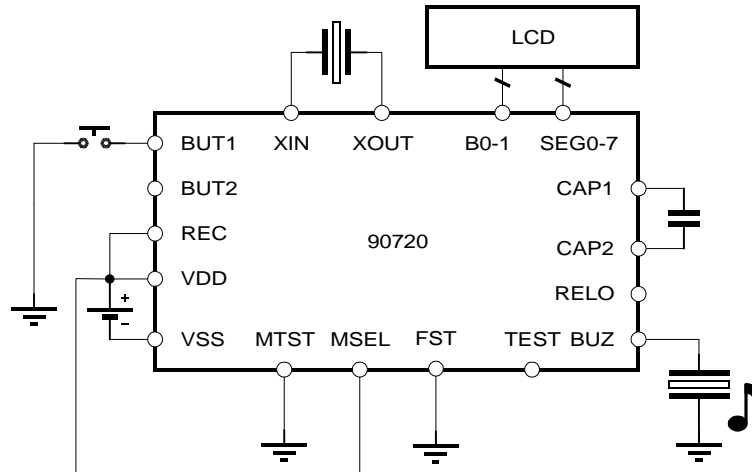 LCD
BUT1 XIN XOUT B0-1 SEG0-7
BUT2 CAP1
REC 90720 CAP2
VDD RELO
+
-
VSS MTST MSEL FST TEST BUZ